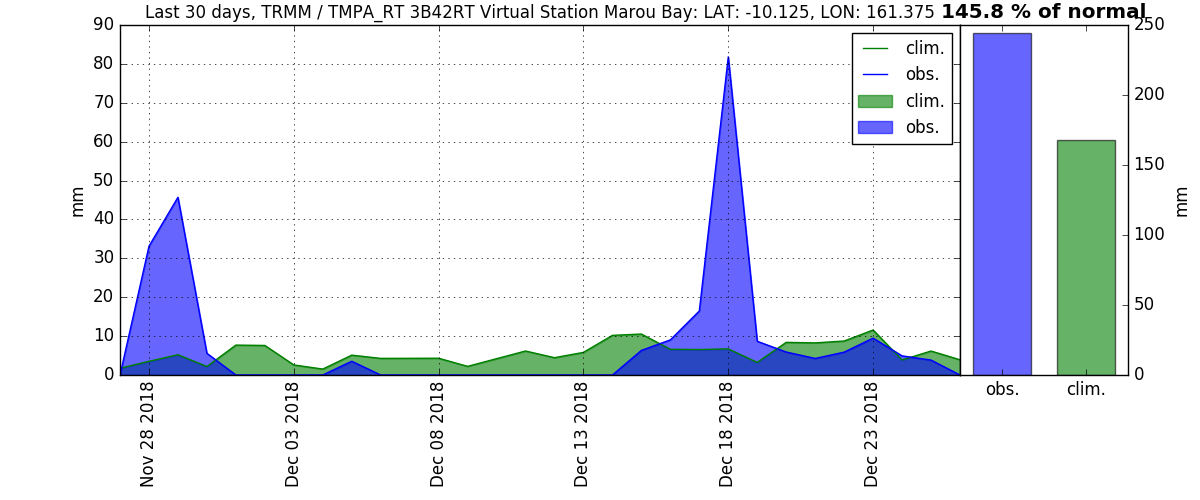 Last 30 days, TRMM / TMPA_RT 3B42RT Virtual Station Marou Bay: LAT: -10.125, LON: 161.375 145.8 % of normal
90
80
70
60
50
40
30
20
10
0
mm
clim.
obs.
clim.
obs.
Nov 28 2018
Dec 03 2018
Dec 08 2018
Dec 13 2018
Dec 18 2018
Dec 23 2018
250
200
150
100
50
0
mm
obs.
clim.